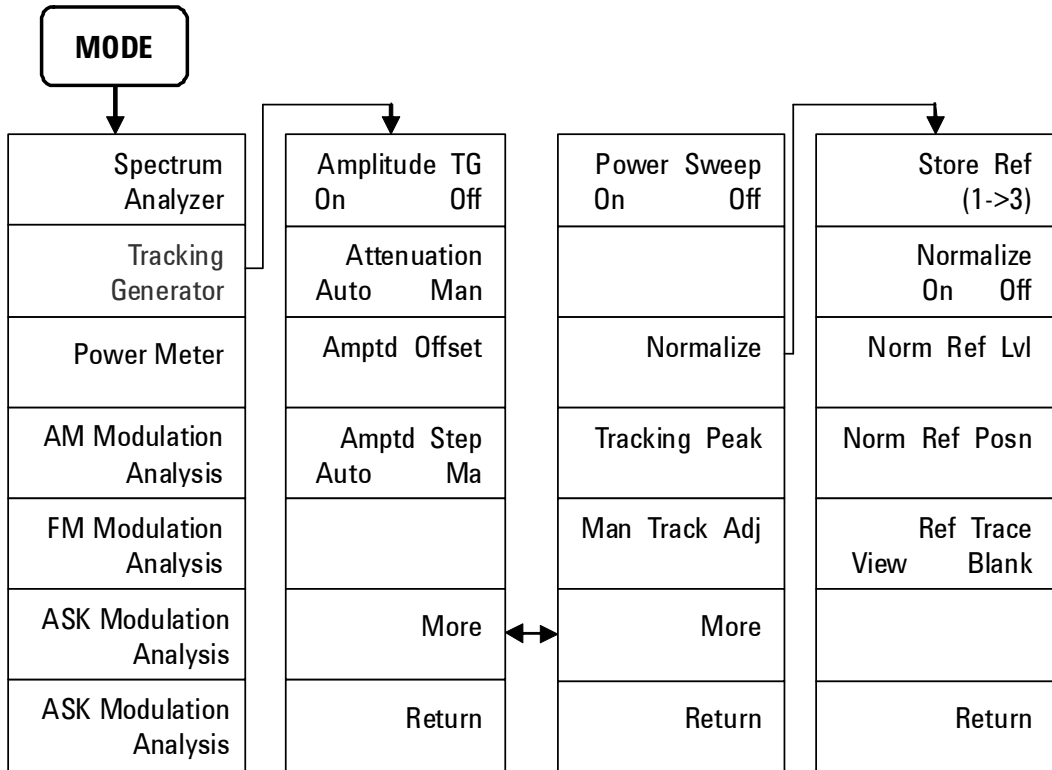 MODE
Spectrum
Analyzer
Tracking
Generator
Power Meter
AM Modulation
Analysis
FM Modulation
Analysis
ASK Modulation
Analysis
ASK Modulation
Analysis
Amplitude TG
On Off
Attenuation
Auto Man
Amptd Offset
Amptd Step
Auto Ma
More
Return
Power Sweep
On Off
Normalize
Tracking Peak
Man Track Adj
More
Return
Store Ref
(1->3)
Normalize
On Off
Norm Ref Lvl
Norm Ref Posn
Ref Trace
View Blank
Return